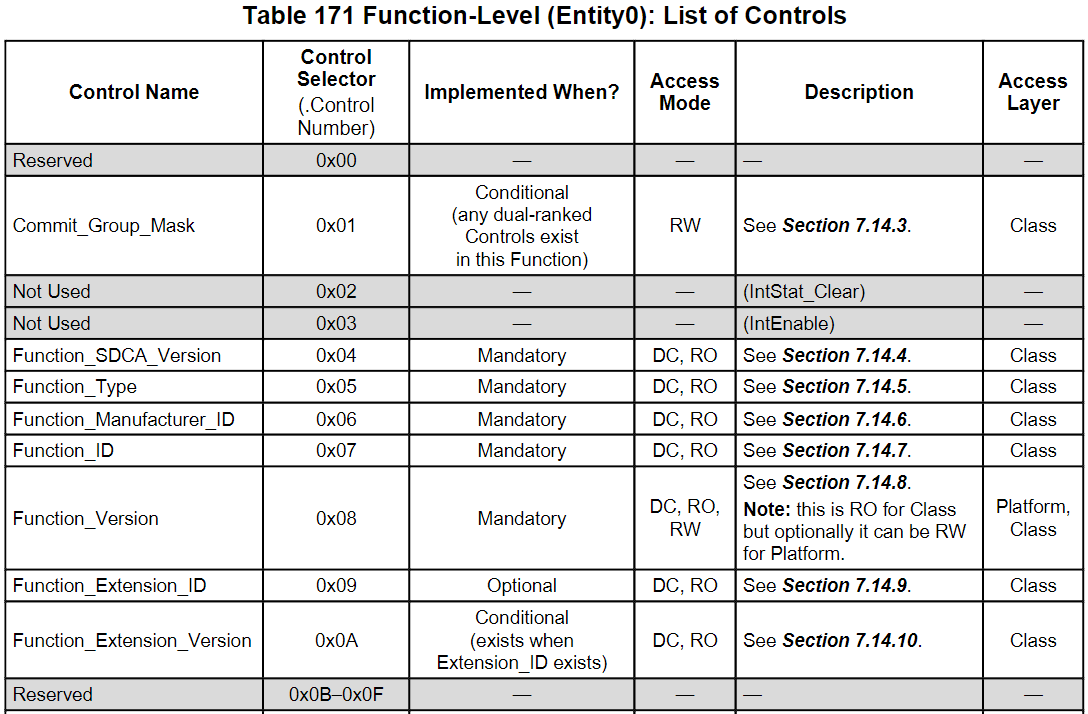 Table 171 Function-Level (Entity0): List of Controls
Control Name
Control
Selector
(.Control
Number)
Implemented When?
Access
Mode
Description
Access
Layer
Reserved 0x00 — — — —
Commit_Group_Mask 0x01
Conditional
(any dual-ranked
Controls exist
in this Function)
RW See Section 7.14.3. Class
Not Used 0x02 — — (IntStat_Clear) —
Not Used 0x03 — — (IntEnable) —
Function_SDCA_Version 0x04 Mandatory DC, RO See Section 7.14.4. Class
Function_Type 0x05 Mandatory DC, RO See Section 7.14.5. Class
Function_Manufacturer_ID 0x06 Mandatory DC, RO See Section 7.14.6. Class
Function_ID 0x07 Mandatory DC, RO See Section 7.14.7. Class
Function_Version 0x08 Mandatory
DC, RO,
RW
See Section 7.14.8.
Note: this is RO for Class
but optionally it can be RW
for Platform.
Platform,
Class
Function_Extension_ID 0x09 Optional DC, RO See Section 7.14.9. Class
Function_Extension_Version 0x0A
Conditional
(exists when
Extension_ID exists)
DC, RO See Section 7.14.10. Class
Reserved 0x0B–0x0F — — — —